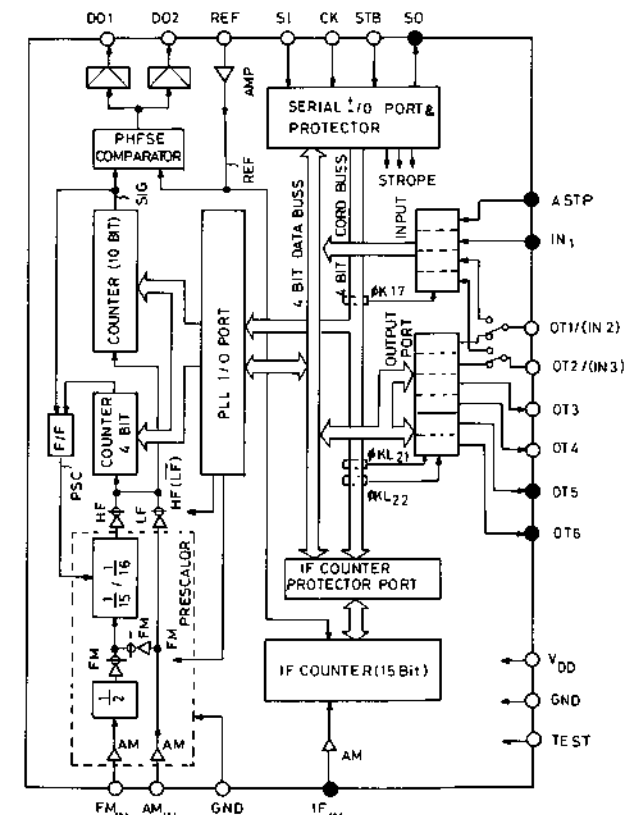 DO1 DO2 REF SI CK STB SO
AMP
SERIAL I/O PORT &
PROTECTOR
PHFSE
COMPARATOR
REF
STROPE
SIG
COUNTER (10 BIT)
PLL I/O PORT
4 BIT DATA BUSS
4 BIT CORD BUSS
INPUT
ASTP
IN1
φK17
OT1/(IN2)
OT2/(IN3)
OUTPUT
PORT
F/F
COUNTER
4 BIT
OT3
OT4
OT5
OT6
φKL21
φKL22
PSC
HF
LF
HF(LF)
1/15 / 1/16
PRESCALOR
FM
FM
FM
1/2
AM
AM
IF COUNTER
PROTECTOR PORT
IF COUNTER (15 Bit)
AM
VDD
GND
TEST
FMIN AMIN GND IFIN